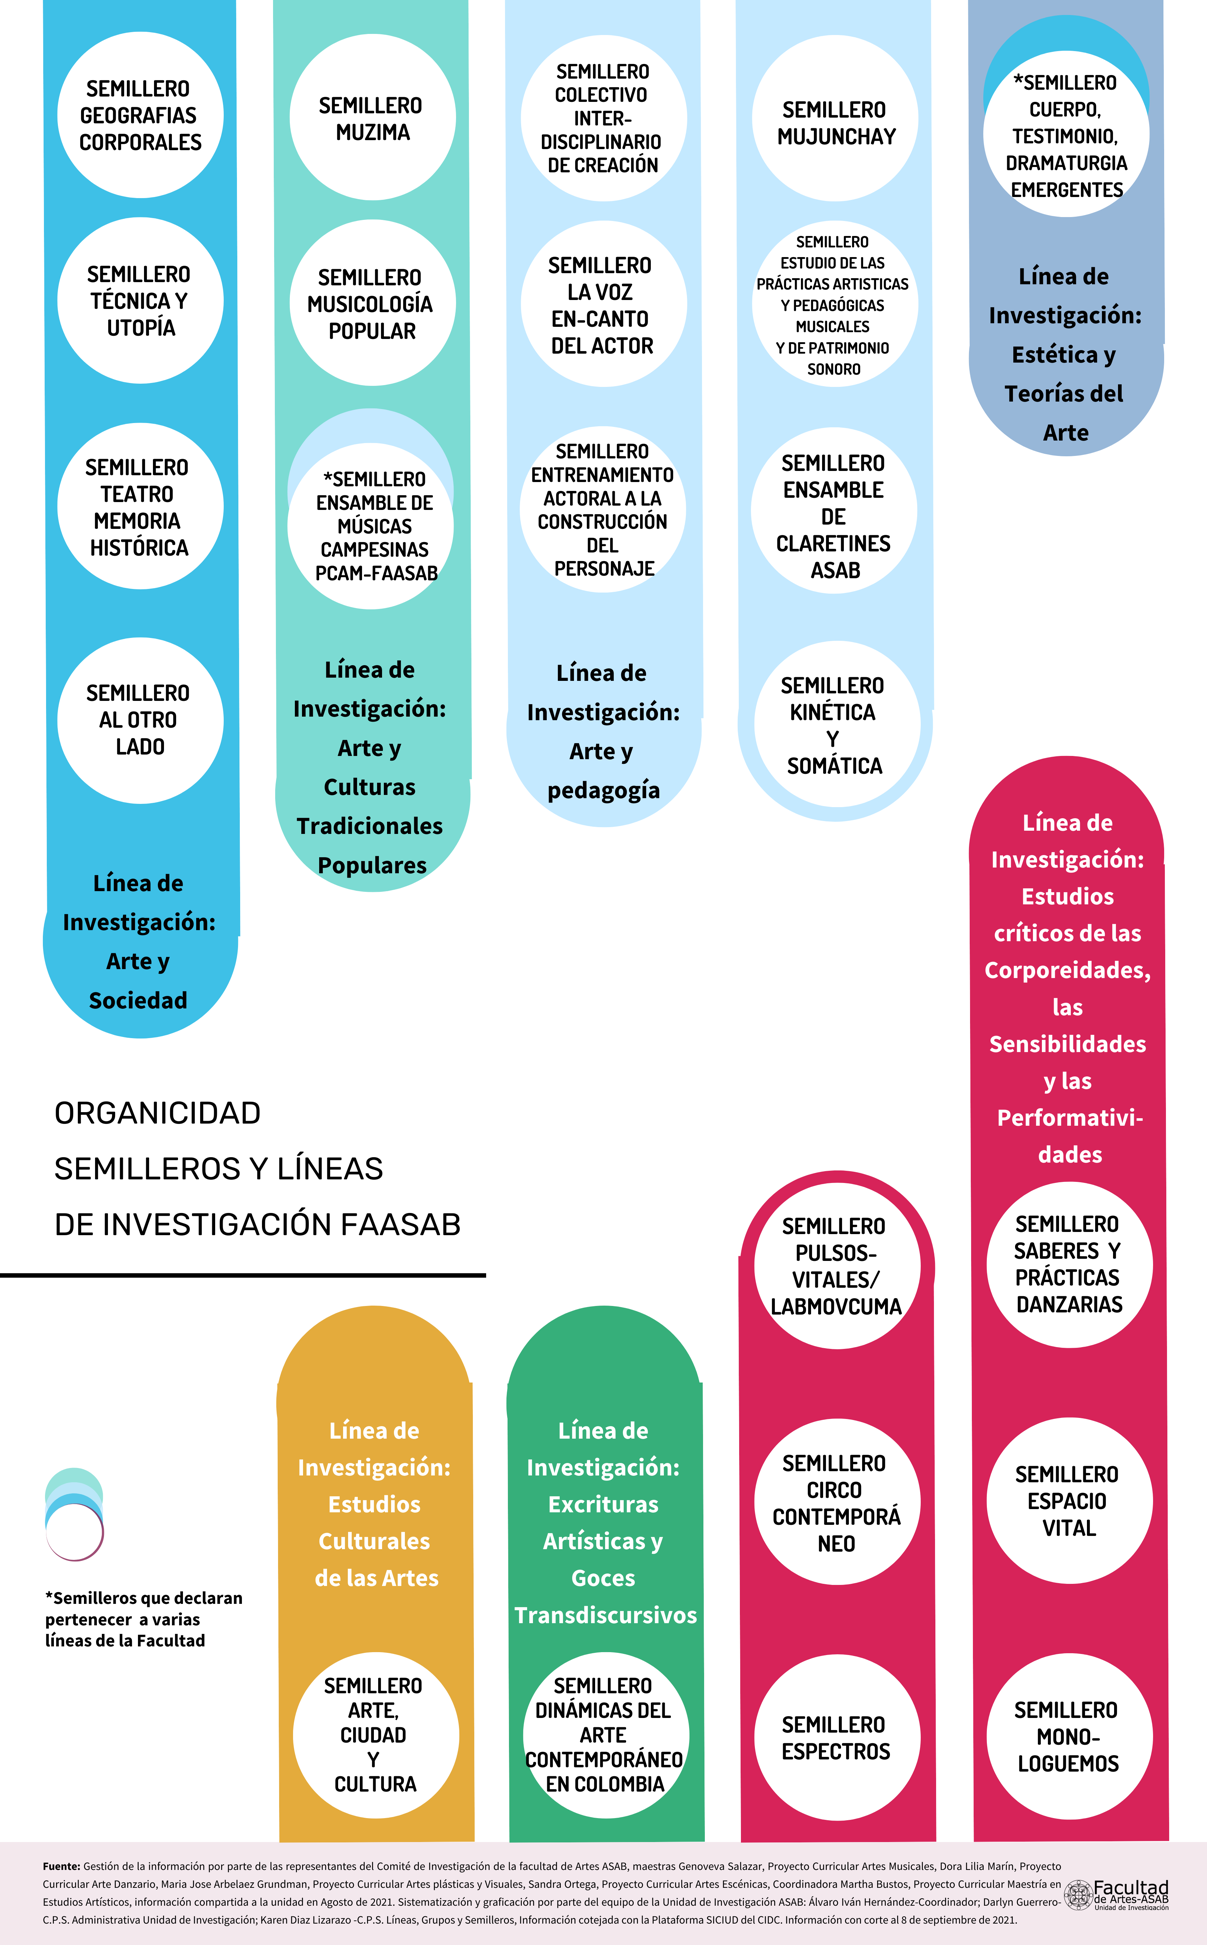 SEMILLERO
GEOGRAFIAS
CORPORALES
SEMILLERO
TÉCNICA Y
UTOPÍA
SEMILLERO
TEATRO
MEMORIA
HISTÓRICA
SEMILLERO
AL OTRO
LADO
Línea de
Investigación:
Arte y
Sociedad
SEMILLERO
MUZIMA
SEMILLERO
MUSICOLOGÍA
POPULAR
*SEMILLERO
ENSAMBLE DE
MÚSICAS
CAMPESINAS
PCAM-FAASAB
Línea de
Investigación:
Arte y
Culturas
Tradicionales
Populares
SEMILLERO
COLECTIVO
INTER-
DISCIPLINARIO
DE CREACIÓN
SEMILLERO
LA VOZ
EN-CANTO
DEL ACTOR
SEMILLERO
ENTRENAMIENTO
ACTORAL A LA
CONSTRUCCIÓN
DEL
PERSONAJE
Línea de
Investigación:
Arte y
pedagogía
SEMILLERO
MUJUNCHAY
SEMILLERO
ESTUDIO DE LAS
PRÁCTICAS ARTISTICAS
Y PEDAGÓGICAS
MUSICALES
Y DE PATRIMONIO
SONORO
SEMILLERO
ENSAMBLE
DE
CLARETINES
ASAB
SEMILLERO
KINÉTICA
Y
SOMÁTICA
*SEMILLERO
CUERPO,
TESTIMONIO,
DRAMATURGIA
EMERGENTES
Línea de
Investigación:
Estética y
Teorías del
Arte
ORGANICIDAD
SEMILLEROS Y LÍNEAS
DE INVESTIGACIÓN FAASAB
*Semilleros que declaran
pertenecer a varias
líneas de la Facultad
Línea de
Investigación:
Estudios
Culturales
de las Artes
SEMILLERO
ARTE,
CIUDAD
Y
CULTURA
Línea de
Investigación:
Excrituras
Artísticas y
Goces
Transdiscursivos
SEMILLERO
DINÁMICAS DEL
ARTE
CONTEMPORÁNEO
EN COLOMBIA
SEMILLERO
PULSOS-
VITALES/
LABMOVCUMA
SEMILLERO
CIRCO
CONTEMPORÁ
NEO
SEMILLERO
ESPECTROS
Línea de
Investigación:
Estudios
críticos de las
Corporeidades,
las
Sensibilidades
y las
Performativi-
dades
SEMILLERO
SABERES Y
PRÁCTICAS
DANZARIAS
SEMILLERO
ESPACIO
VITAL
SEMILLERO
MONO-
LOGUEMOS
Fuente: Gestión de la información por parte de las representantes del Comité de Investigación de la facultad de Artes ASAB, maestras Genoveva Salazar, Proyecto Curricular Artes Musicales, Dora Lilia Marín, Proyecto
Curricular Arte Danzario, Maria Jose Arbelaez Grundman, Proyecto Curricular Artes plásticas y Visuales, Sandra Ortega, Proyecto Curricular Artes Escénicas, Coordinadora Martha Bustos, Proyecto Curricular Maestría en
Estudios Artísticos, información compartida a la unidad en Agosto de 2021. Sistematización y graficación por parte del equipo de la Unidad de Investigación ASAB: Álvaro Iván Hernández-Coordinador; Darlyn Guerrero-
C.P.S. Administrativa Unidad de Investigación; Karen Diaz Lizarazo -C.P.S. Líneas, Grupos y Semilleros, Información cotejada con la Plataforma SICIUD del CIDC. Información con corte al 8 de septiembre de 2021.
Facultad
de Artes-ASAB
Unidad de Investigación